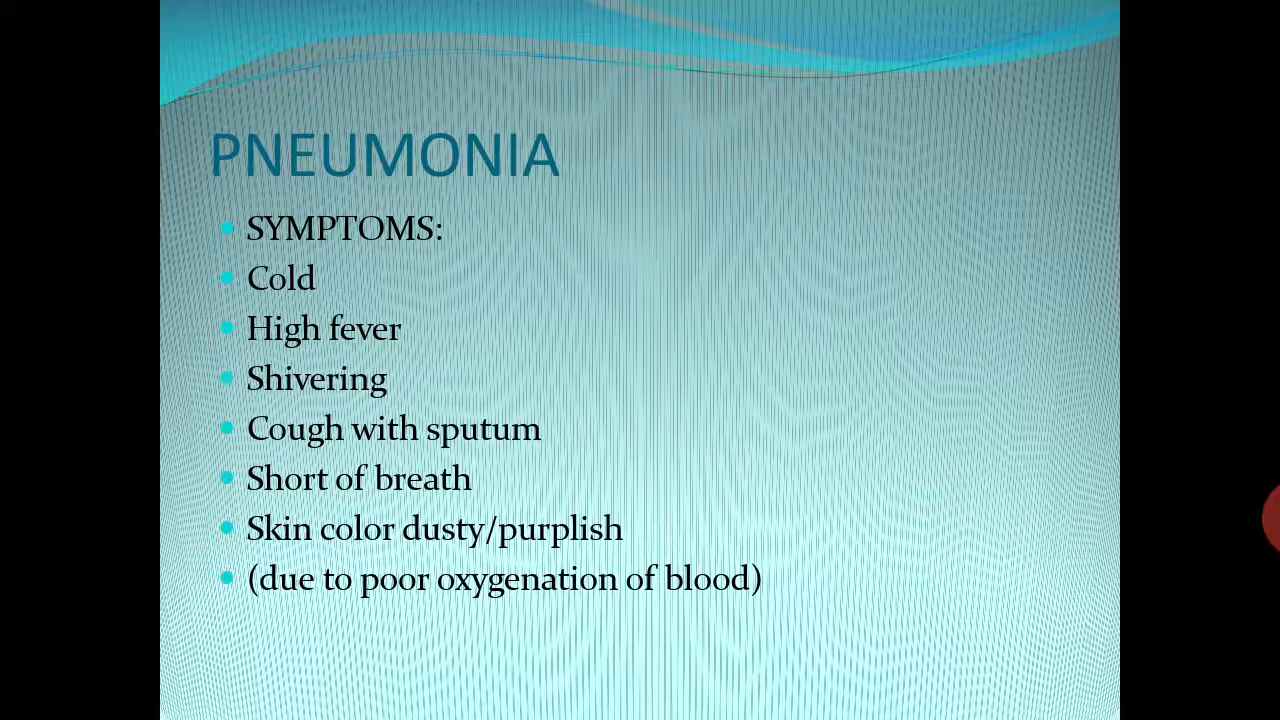 PNEUMONIA
SYMPTOMS:
Cold
High fever
Shivering
Cough with sputum
Short of breath
Skin color dusty/purplish
(due to poor oxygenation of blood)